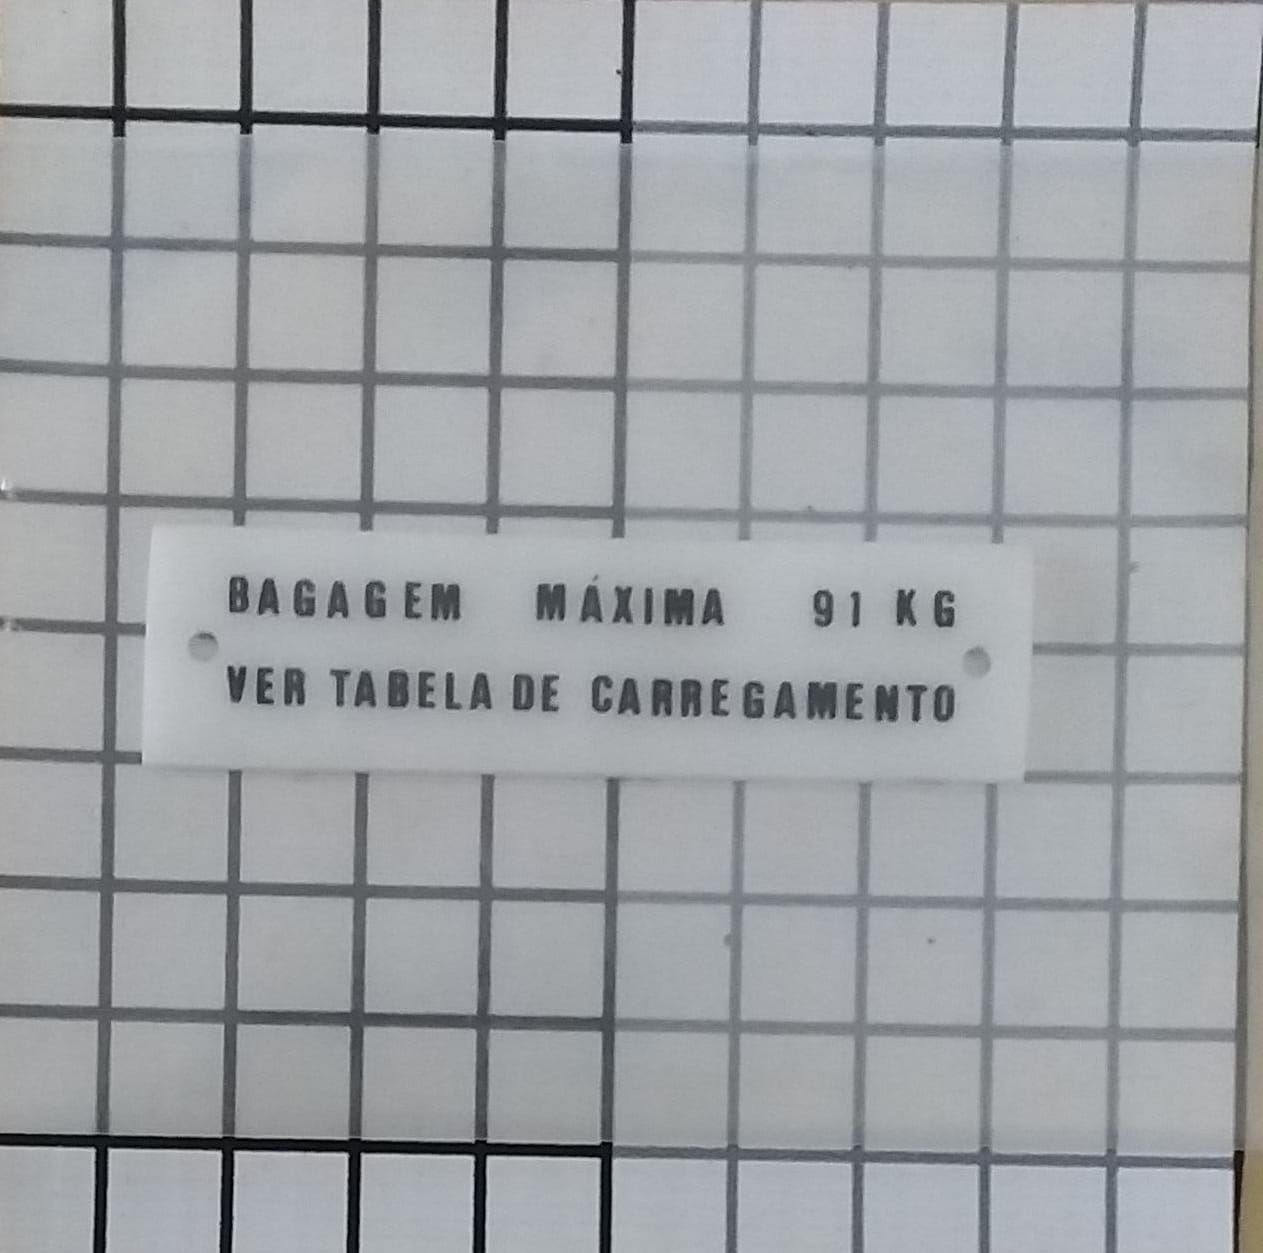 BAGAGEM MÁXIMA 91 KG
VER TABELA DE CARREGAMENTO